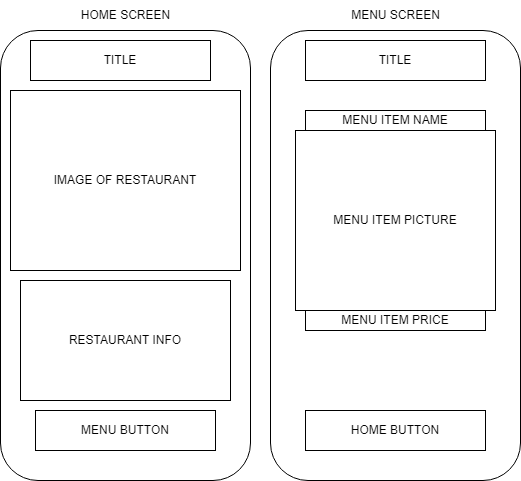 HOME SCREEN
TITLE
IMAGE OF RESTAURANT
RESTAURANT INFO
MENU BUTTON
MENU SCREEN
TITLE
MENU ITEM NAME
MENU ITEM PICTURE
MENU ITEM PRICE
HOME BUTTON